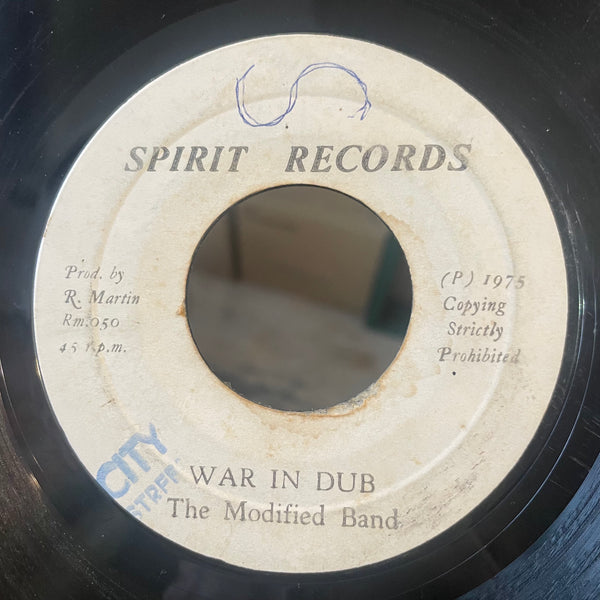 SPIRIT RECORDS
Prod. by
R. Martin
Rm.050
45 r.p.m.
(P) 1975
Copying
Strictly
Prohibited
CITY
WAR IN DUB
The Modified Band